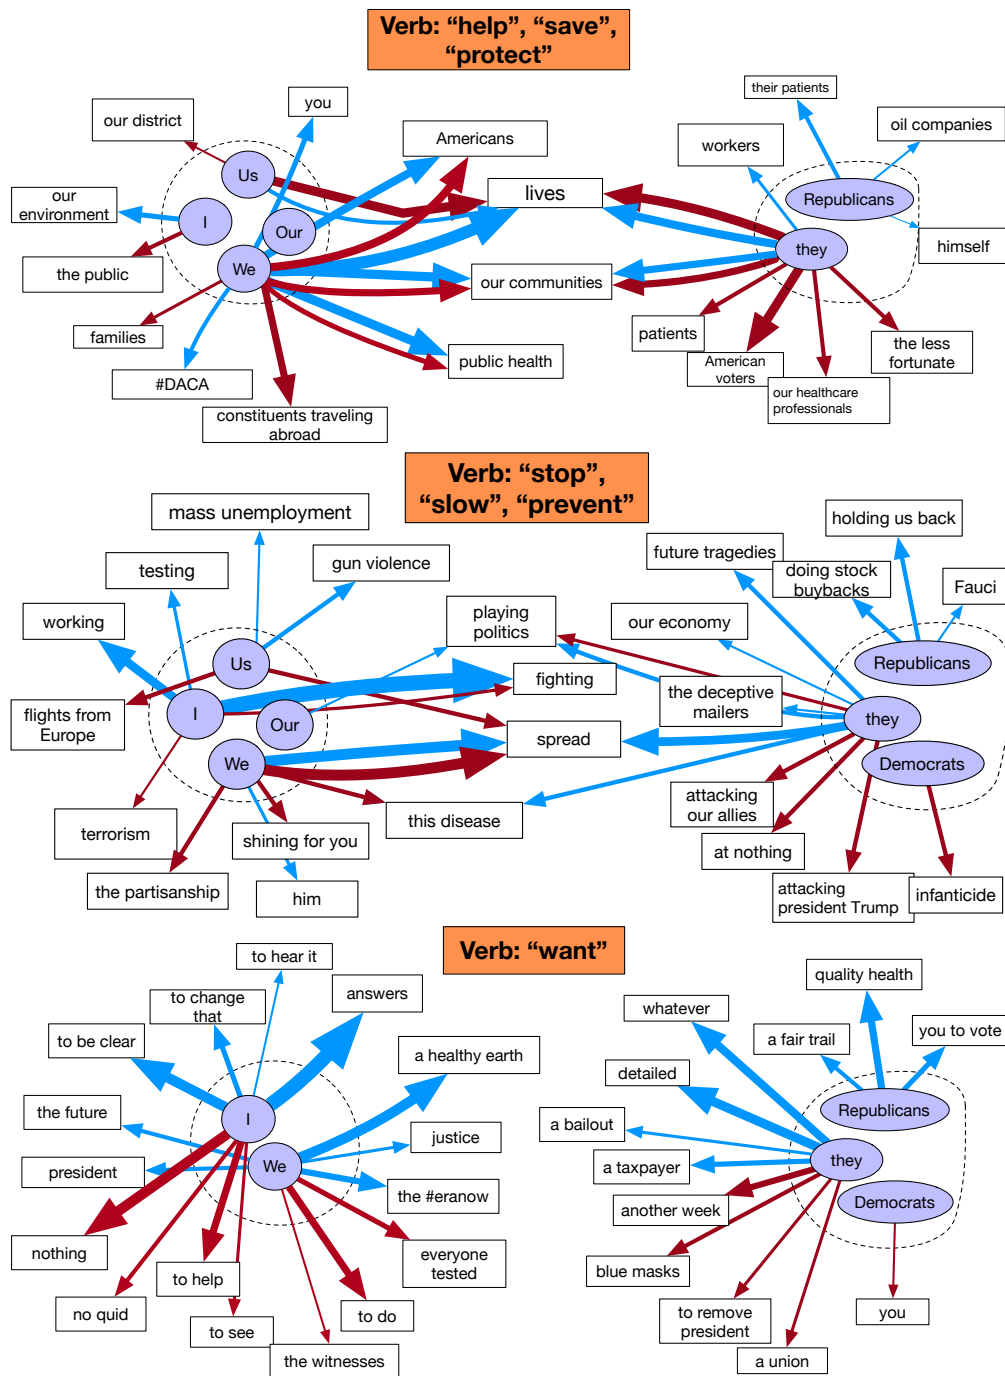 Verb: “help”, “save”,
“protect”
you
their patients
our district
Americans
workers
oil companies
Us
our
environment
lives
Republicans
I
Our
himself
they
We
the public
our communities
families
patients
the less
fortunate
American
voters
public health
#DACA
our healthcare
professionals
constituents traveling
abroad
Verb: “stop”,
“slow”, “prevent”
mass unemployment
holding us back
future tragedies
testing
gun violence
doing stock
buybacks
Fauci
working
playing
politics
our economy
Us
Republicans
fighting
the deceptive
mailers
flights from
Europe
I
Our
they
spread
We
Democrats
attacking
our allies
terrorism
shining for you
this disease
at nothing
the partisanship
him
attacking
president Trump
infanticide
Verb: “want”
to hear it
answers
quality health
to change
that
whatever
to be clear
a fair trail
you to vote
a healthy earth
detailed
the future
I
Republicans
a bailout
justice
president
We
a taxpayer
they
the #eranow
another week
Democrats
nothing
everyone
tested
blue masks
to help
no quid
to do
to remove
president
you
to see
the witnesses
a union